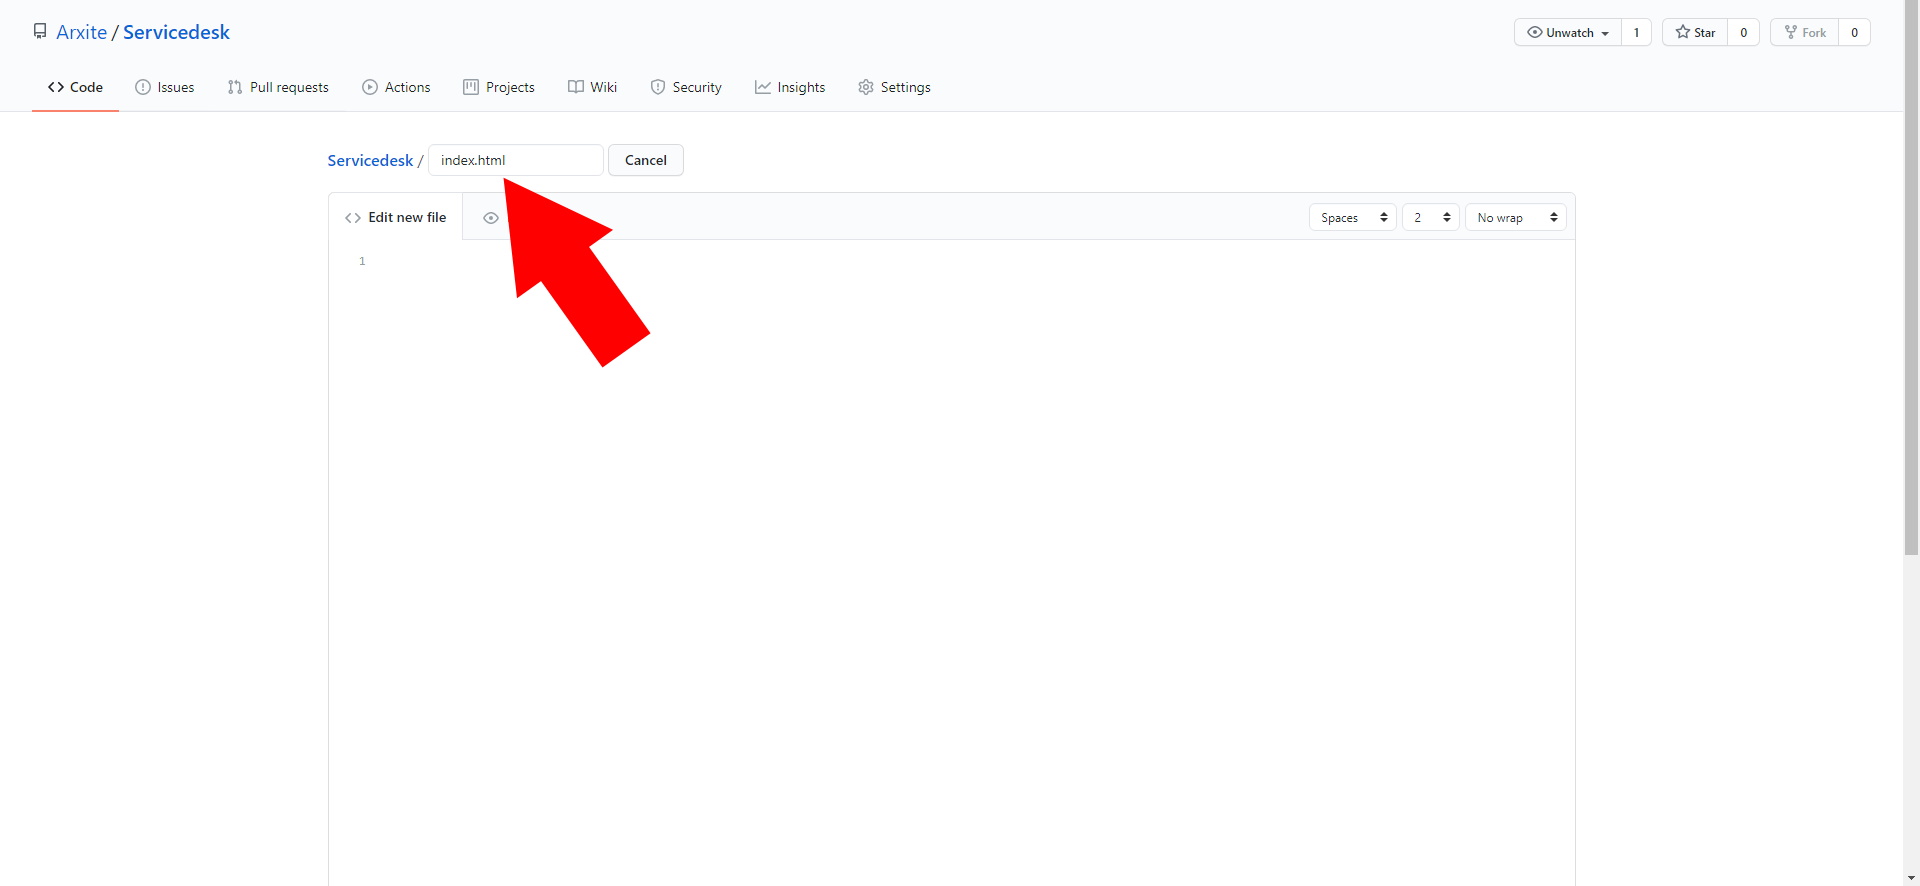 Arxite / Servicedesk
Unwatch 1 Star 0 Fork 0
Code Issues Pull requests Actions Projects Wiki Security Insights Settings
Servicedesk / index.html Cancel
Edit new file Spaces 2 No wrap
1